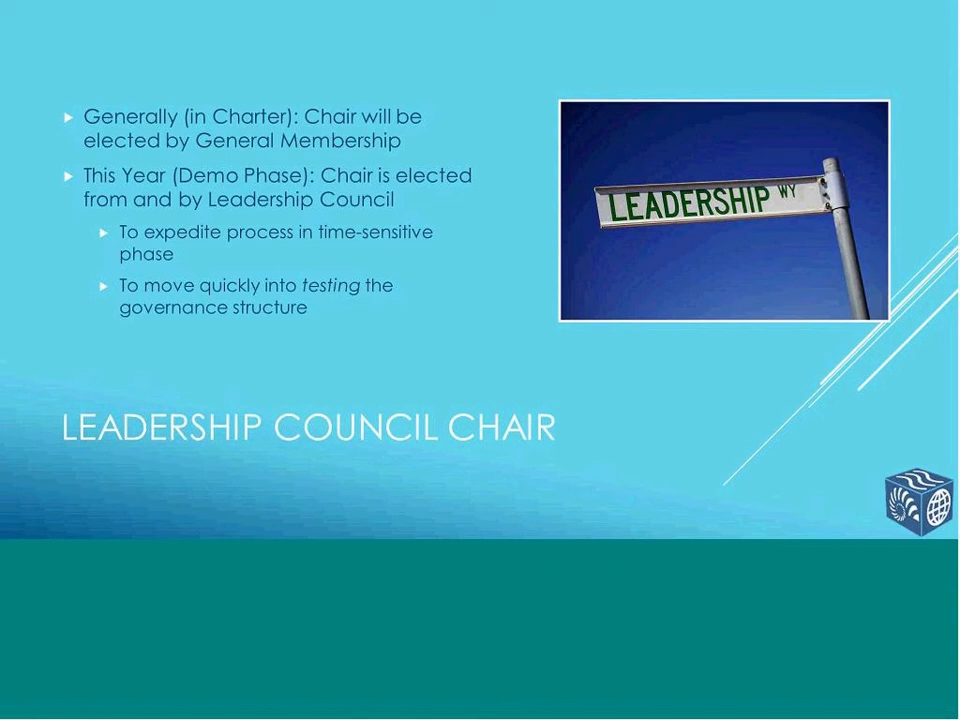 Generally (in Charter): Chair will be
elected by General Membership
This Year (Demo Phase): Chair is elected
from and by Leadership Council
To expedite process in time-sensitive
phase
To move quickly into testing the
governance structure
LEADERSHIP WY
LEADERSHIP COUNCIL CHAIR